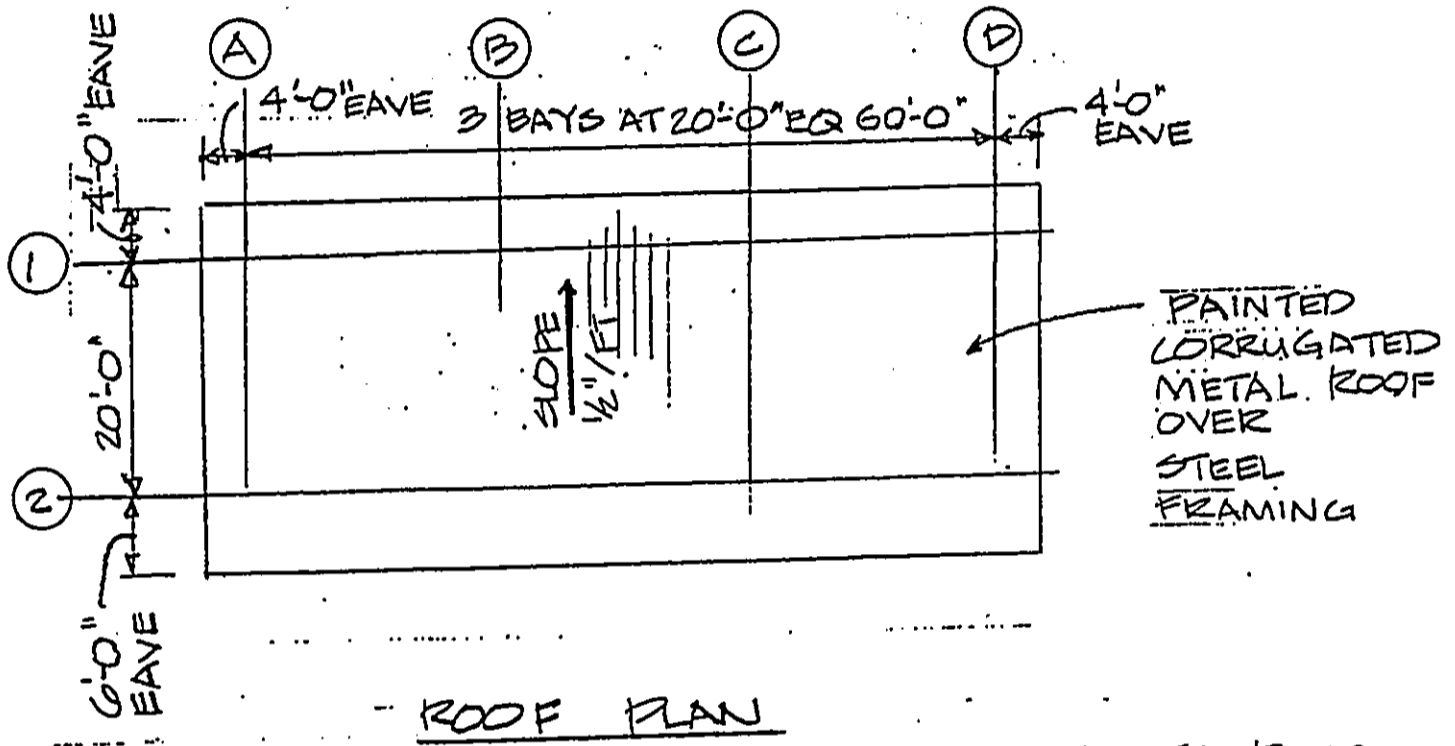 A
B
C
D
4'-0" EAVE
4'-0" EAVE
3 BAYS AT 20'-0" EQ 60'-0"
4'-0"
EAVE
1
20'-0"
2
6'-0"
EAVE
SLOPE
1/2"/FT
PAINTED
CORRUGATED
METAL. ROOF
OVER
STEEL
FRAMING
ROOF PLAN